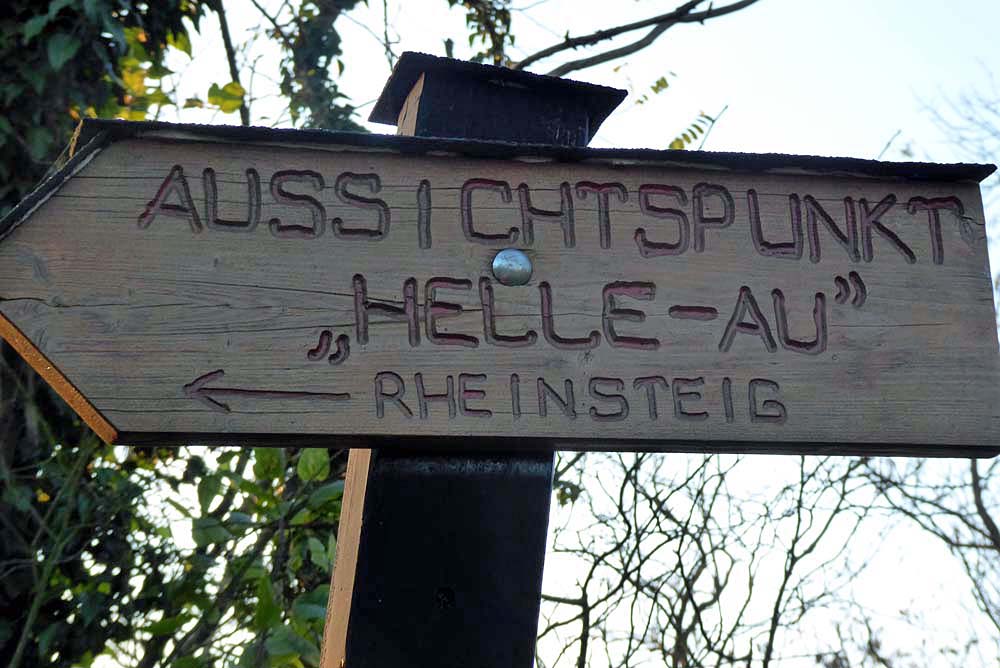 AUSSICHTSPUNKT
„HELLE-AU”
← RHEINSTEIG